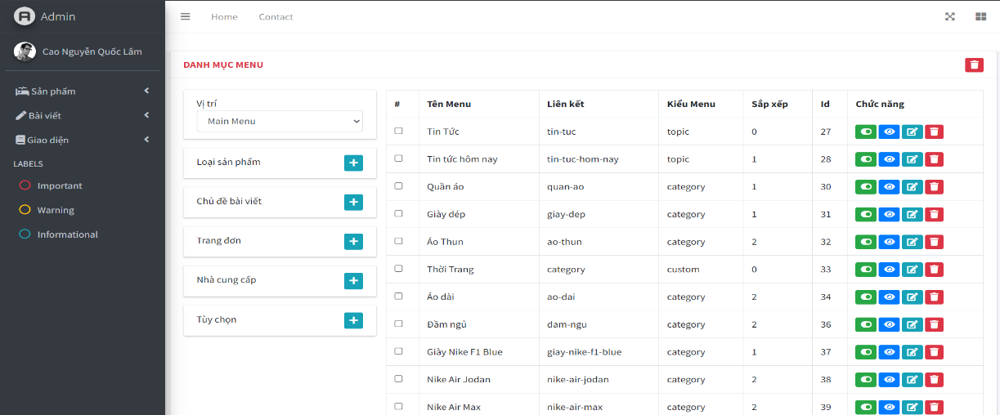 Admin
Home Contact
Cao Nguyễn Quốc Lâm
Sản phẩm
Bài viết
Giao diện
LABELS
Important
Warning
Informational
DANH MỤC MENU
Vị trí
Main Menu
Loại sản phẩm
Chủ đề bài viết
Trang đơn
Nhà cung cấp
Tùy chọn
# Tên Menu Liên kết Kiểu Menu Sắp xếp Id Chức năng
Tin Tức tin-tuc topic 0 27
Tin tức hôm nay tin-tuc-hom-nay topic 1 28
Quần áo quan-ao category 1 30
Giày dép giay-dep category 1 31
Áo Thun ao-thun category 2 32
Thời Trang category custom 0 33
Áo dài ao-dai category 2 34
Đầm ngủ dam-ngu category 2 36
Giày Nike F1 Blue giay-nike-f1-blue category 1 37
Nike Air Jodan nike-air-jodan category 2 38
Nike Air Max nike-air-max category 2 39